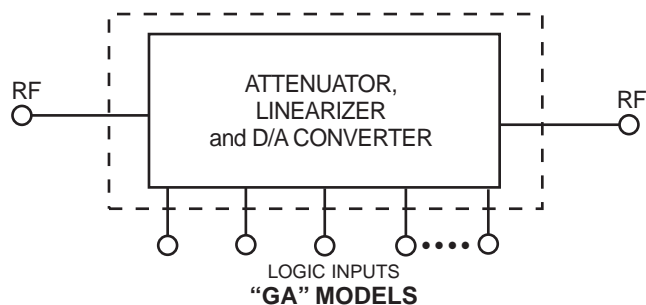 RF
ATTENUATOR,
LINEARIZER
and D/A CONVERTER
RF
LOGIC INPUTS
“GA” MODELS